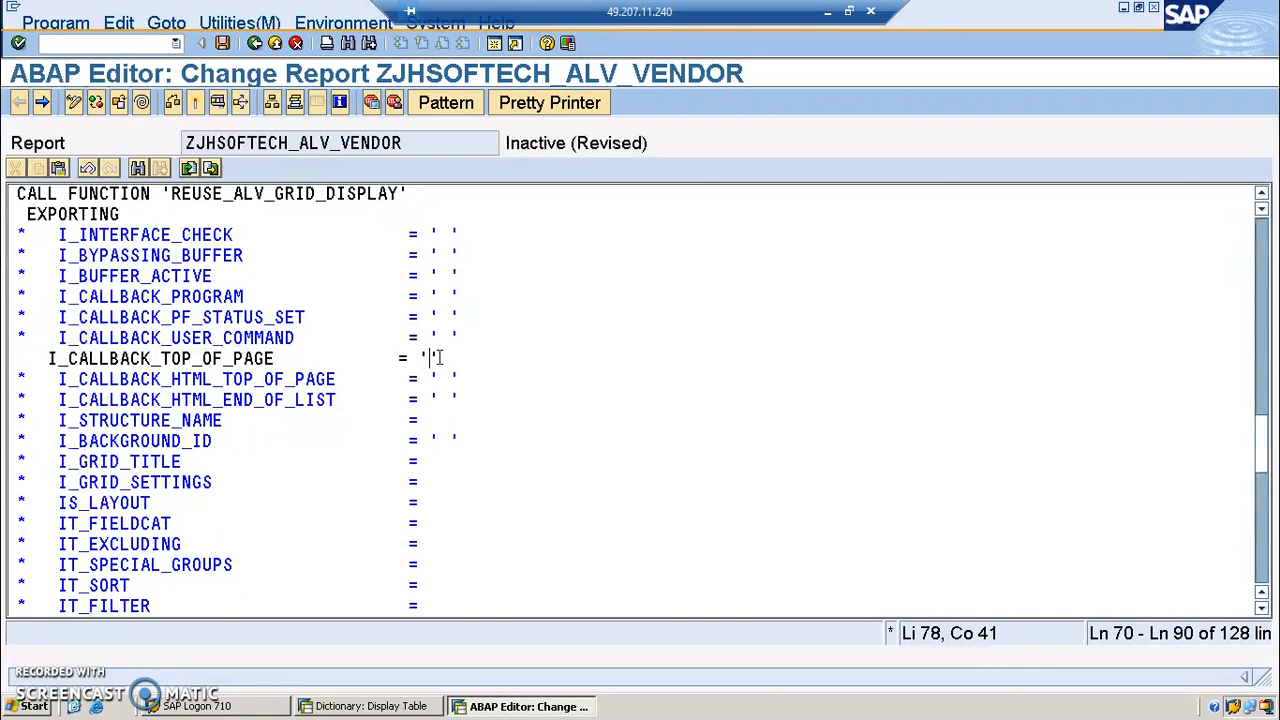 49.207.11.240
Program Edit Goto Utilities(M) Environment System Help
SAP
ABAP Editor: Change Report ZJHSOFTECH_ALV_VENDOR
Pattern Pretty Printer
Report ZJHSOFTECH_ALV_VENDOR Inactive (Revised)
CALL FUNCTION 'REUSE_ALV_GRID_DISPLAY'
EXPORTING
* I_INTERFACE_CHECK = ' '
* I_BYPASSING_BUFFER = ' '
* I_BUFFER_ACTIVE = ' '
* I_CALLBACK_PROGRAM = ' '
* I_CALLBACK_PF_STATUS_SET = ' '
* I_CALLBACK_USER_COMMAND = ' '
I_CALLBACK_TOP_OF_PAGE = ''
* I_CALLBACK_HTML_TOP_OF_PAGE = ' '
* I_CALLBACK_HTML_END_OF_LIST = ' '
* I_STRUCTURE_NAME =
* I_BACKGROUND_ID = ' '
* I_GRID_TITLE =
* I_GRID_SETTINGS =
* IS_LAYOUT =
* IT_FIELDCAT =
* IT_EXCLUDING =
* IT_SPECIAL_GROUPS =
* IT_SORT =
* IT_FILTER =
* Li 78, Co 41 Ln 70 - Ln 90 of 128 lin
RECORDED WITH
SCREENCAST MATIC
Start SAP Logon 710 Dictionary: Display Table ABAP Editor: Change ...